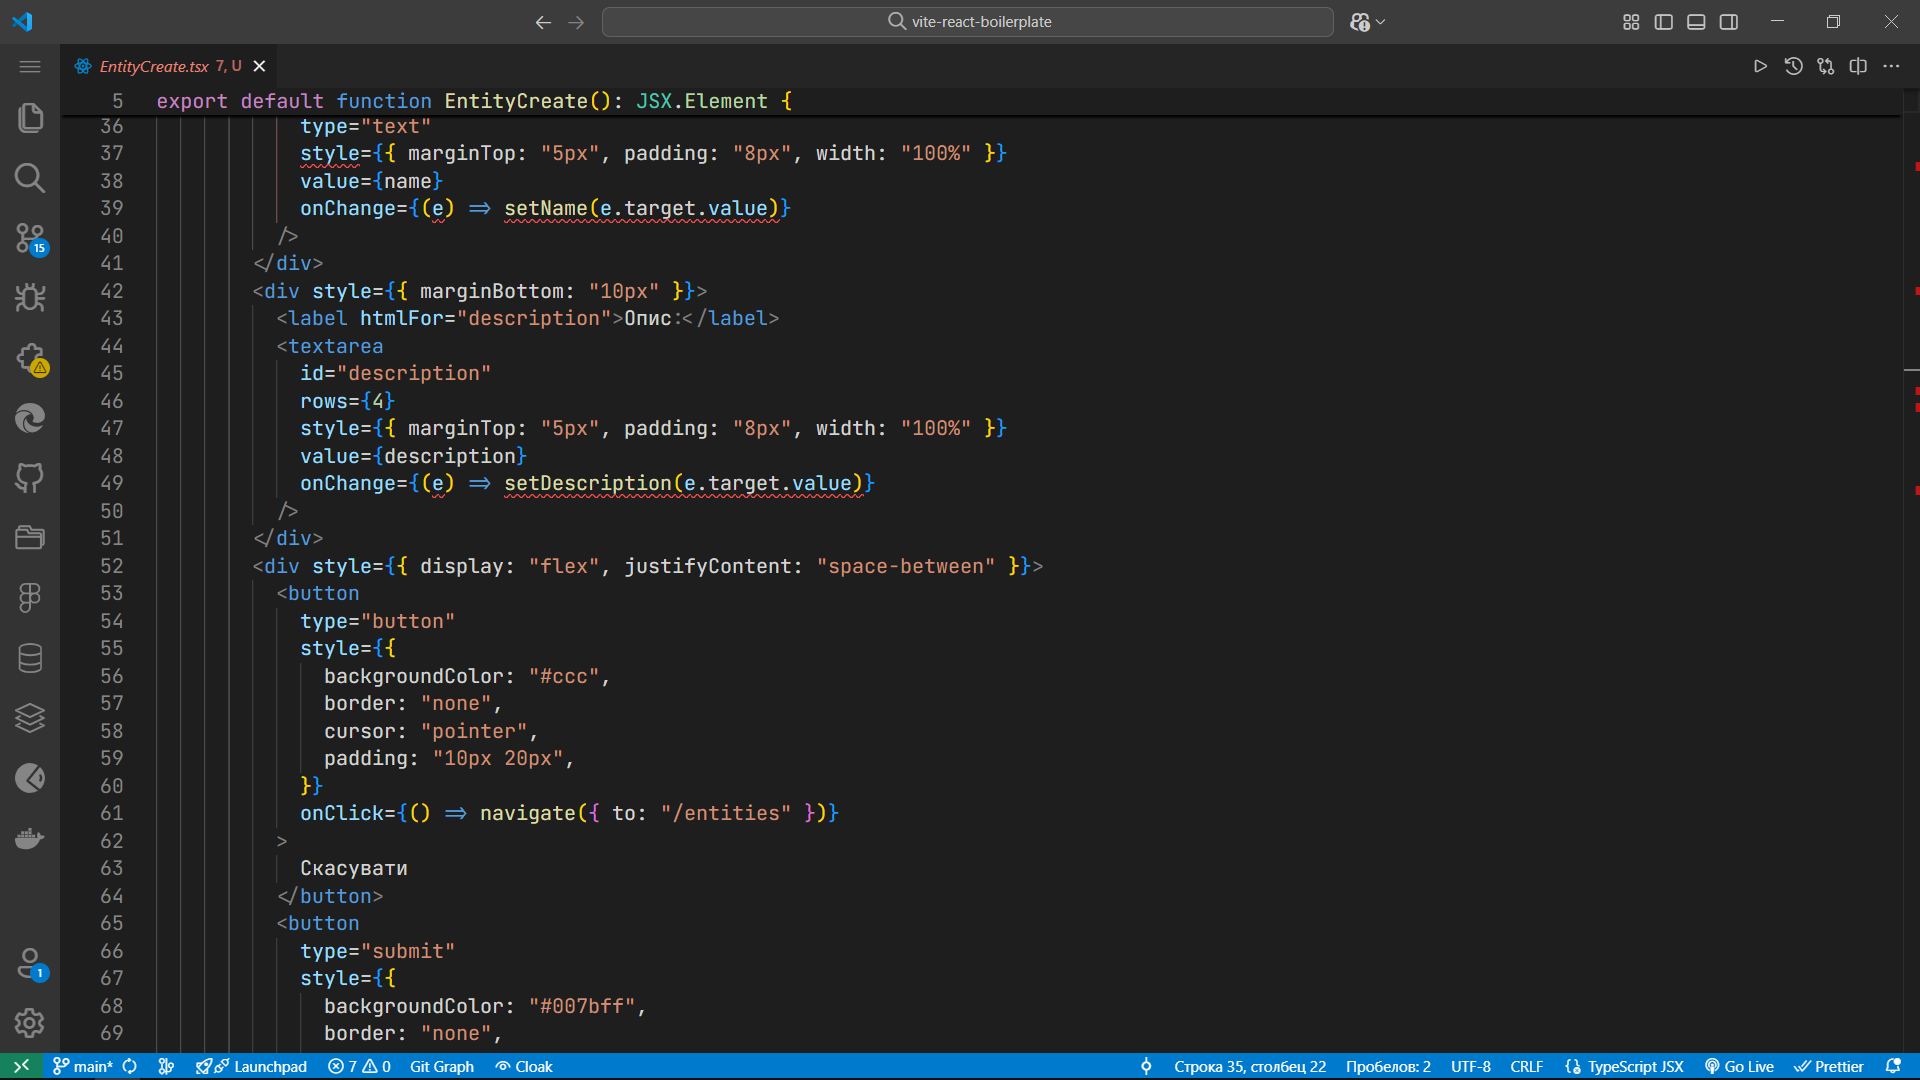 vite-react-boilerplate
EntityCreate.tsx 7, U
5 export default function EntityCreate(): JSX.Element {
36 type="text"
37 style={{ marginTop: "5px", padding: "8px", width: "100%" }}
38 value={name}
39 onChange={(e) => setName(e.target.value)}
40 />
41 </div>
42 <div style={{ marginBottom: "10px" }}>
43 <label htmlFor="description">Опис:</label>
44 <textarea
45 id="description"
46 rows={4}
47 style={{ marginTop: "5px", padding: "8px", width: "100%" }}
48 value={description}
49 onChange={(e) => setDescription(e.target.value)}
50 />
51 </div>
52 <div style={{ display: "flex", justifyContent: "space-between" }}>
53 <button
54 type="button"
55 style={{
56 backgroundColor: "#ccc",
57 border: "none",
58 cursor: "pointer",
59 padding: "10px 20px",
60 }}
61 onClick={() => navigate({ to: "/entities" })}
62 >
63 Скасувати
64 </button>
65 <button
66 type="submit"
67 style={{
68 backgroundColor: "#007bff",
69 border: "none",
15
1
main* Launchpad 7 0 Git Graph Cloak Строка 35, столбец 22 Пробелов: 2 UTF-8 CRLF TypeScript JSX Go Live Prettier